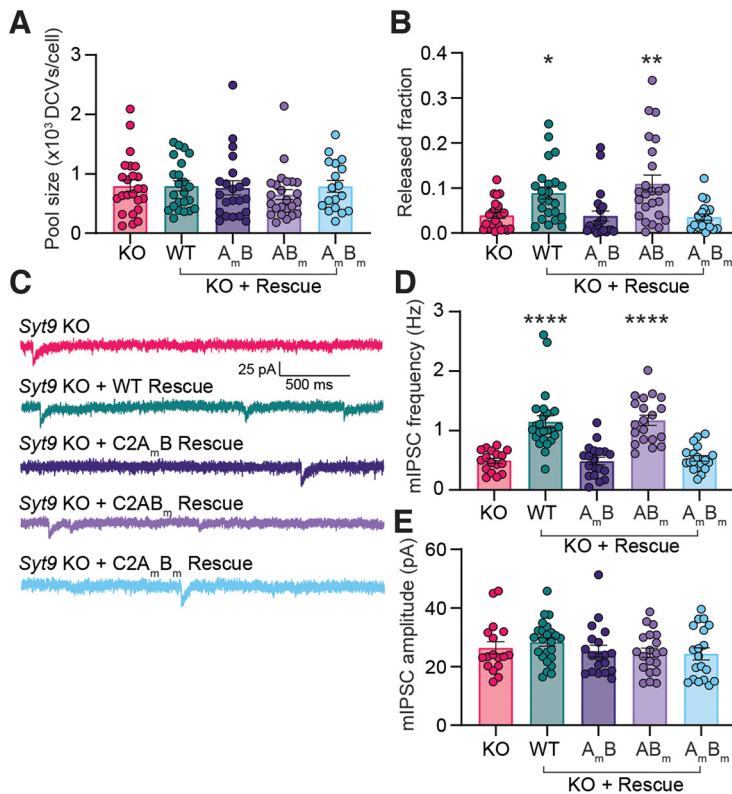 A
Pool size (x10³ DCVs/cell)
3
2
1
0
KO
WT
AₘB
ABₘ
AₘBₘ
KO + Rescue
B
Released fraction
0.4
0.3
0.2
0.1
0.0
*
**
KO
WT
AₘB
ABₘ
AₘBₘ
KO + Rescue
C
Syt9 KO
25 pA
500 ms
Syt9 KO + WT Rescue
Syt9 KO + C2AₘB Rescue
Syt9 KO + C2ABₘ Rescue
Syt9 KO + C2AₘBₘ Rescue
D
mIPSC frequency (Hz)
3
2
1
0
****
****
KO
WT
AₘB
ABₘ
AₘBₘ
KO + Rescue
E
mIPSC amplitude (pA)
60
40
20
0
KO
WT
AₘB
ABₘ
AₘBₘ
KO + Rescue